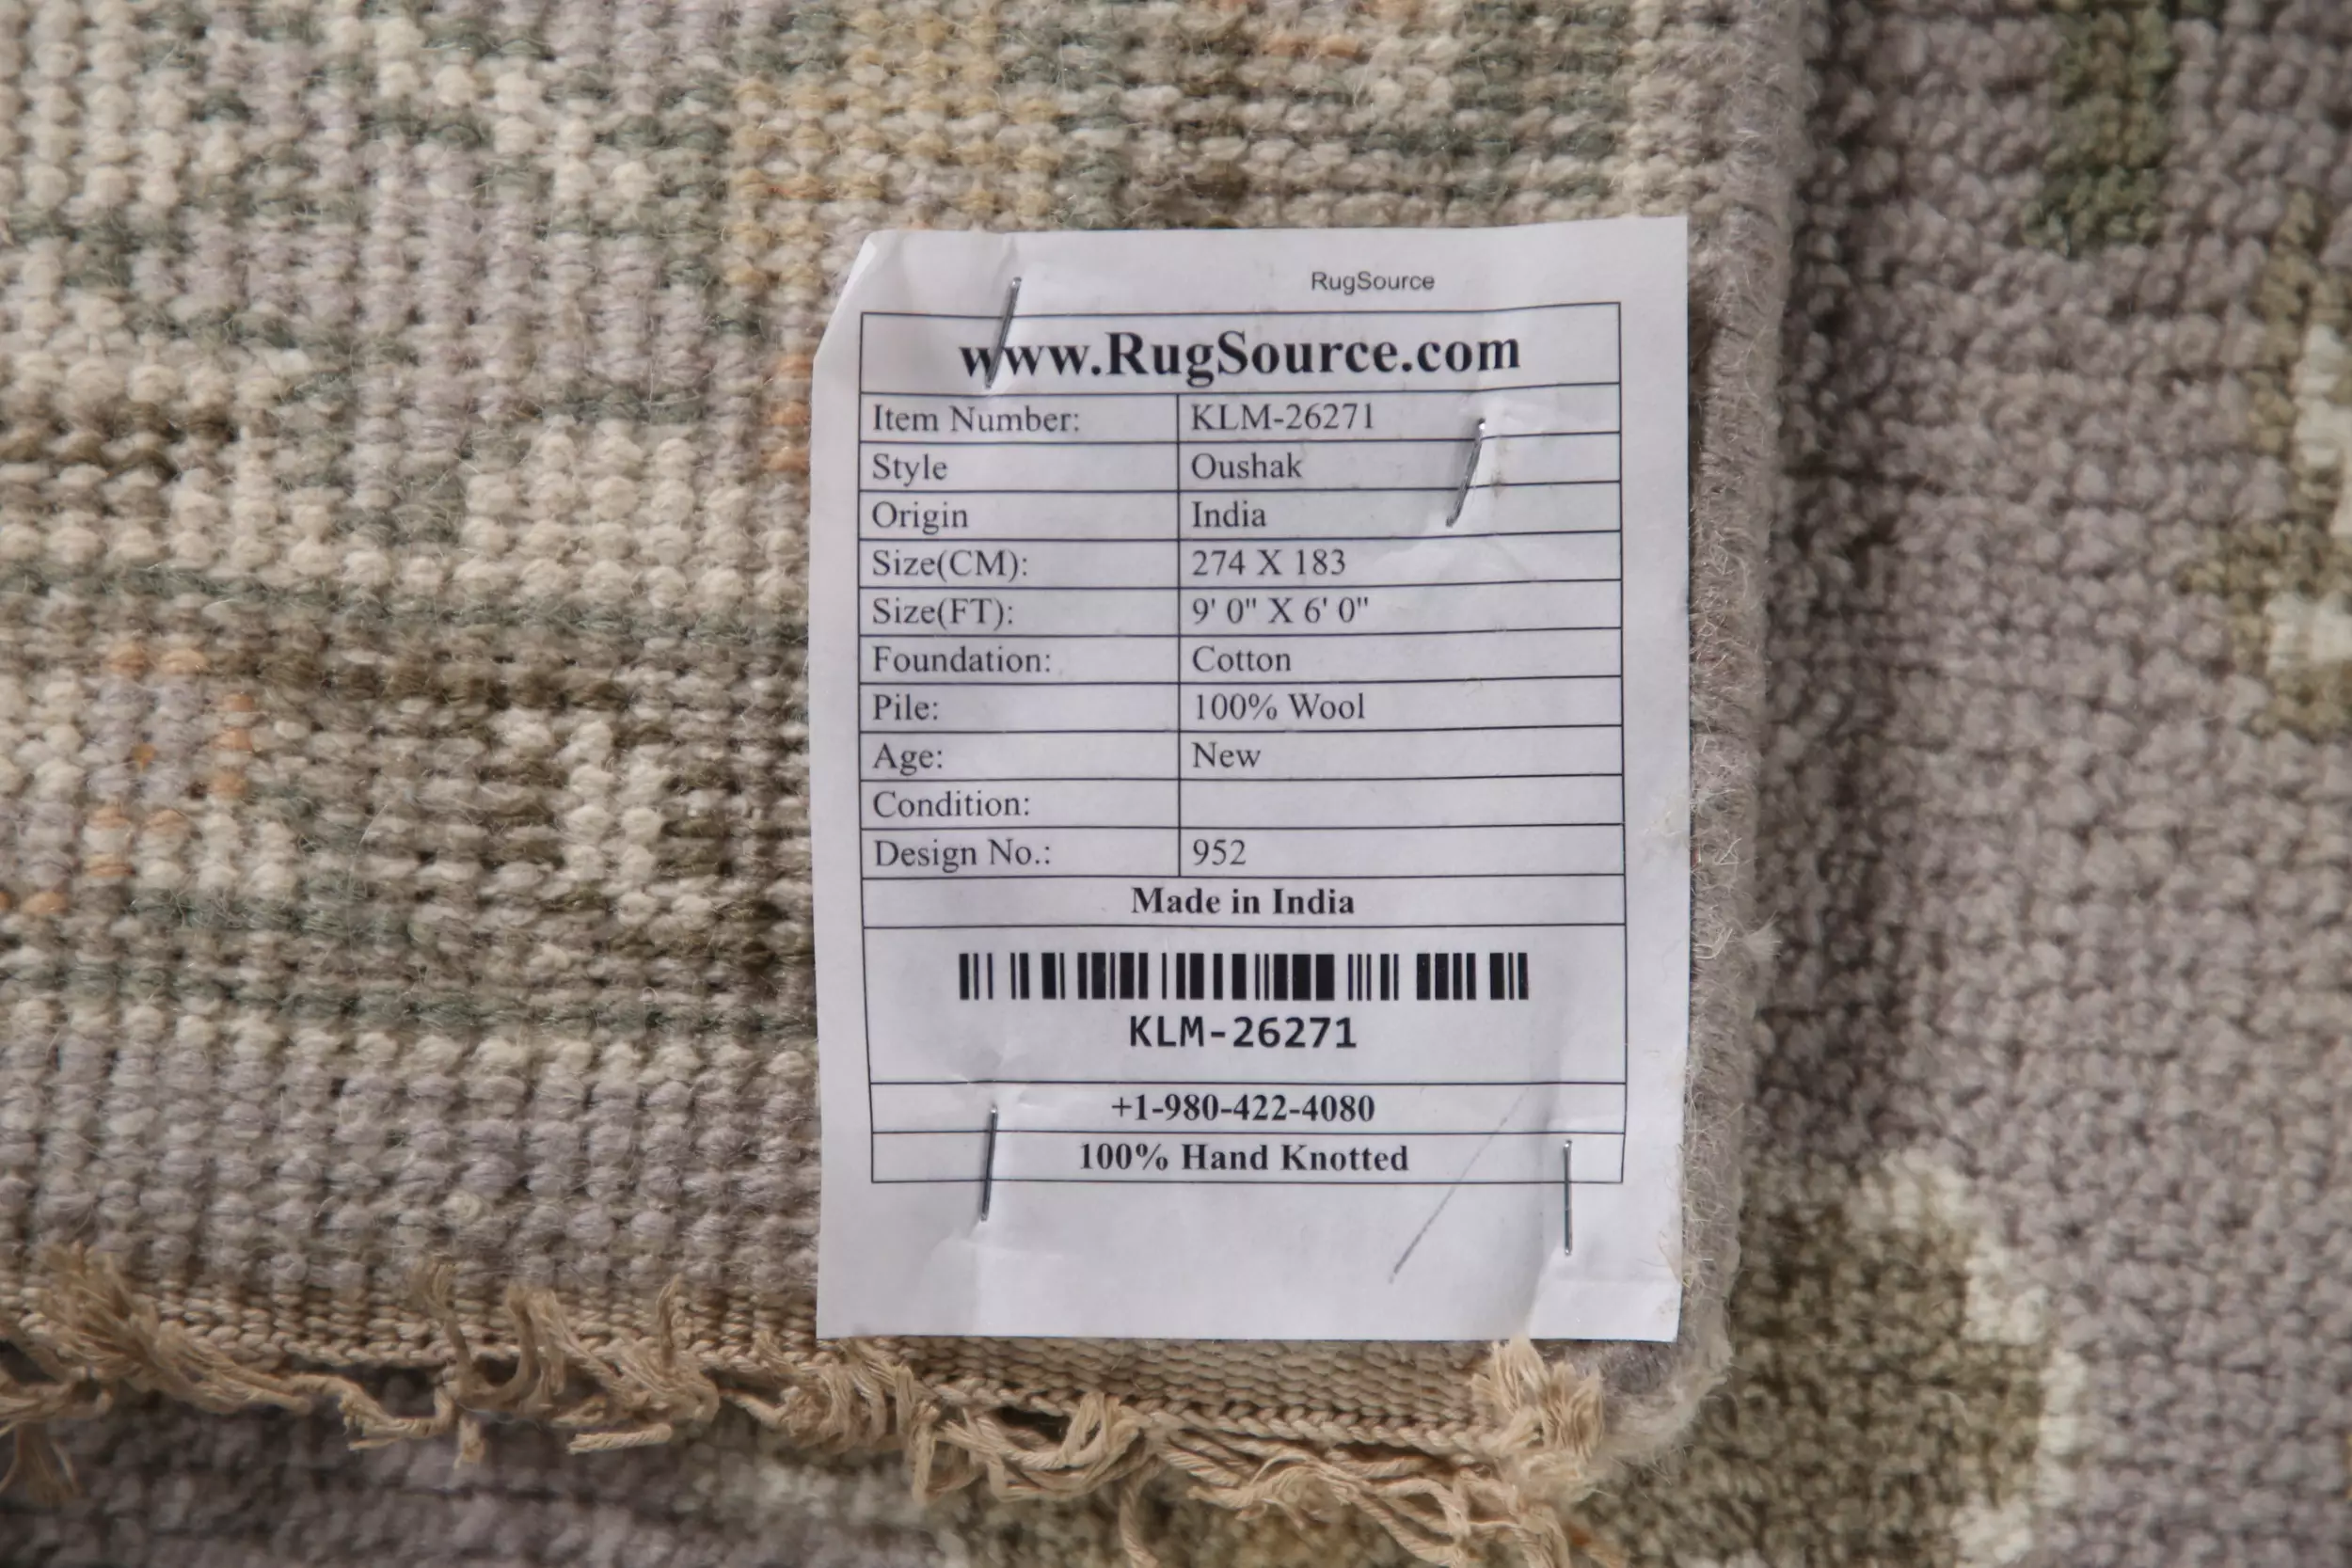 RugSource
www.RugSource.com
Item Number: KLM-26271
Style Oushak
Origin India
Size(CM): 274 X 183
Size(FT): 9' 0" X 6' 0"
Foundation: Cotton
Pile: 100% Wool
Age: New
Condition:
Design No.: 952
Made in India
KLM-26271
+1-980-422-4080
100% Hand Knotted